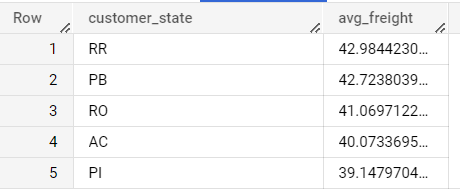 Row customer_state avg_freight
1 RR 42.9844230...
2 PB 42.7238039...
3 RO 41.0697122...
4 AC 40.0733695...
5 PI 39.1479704...